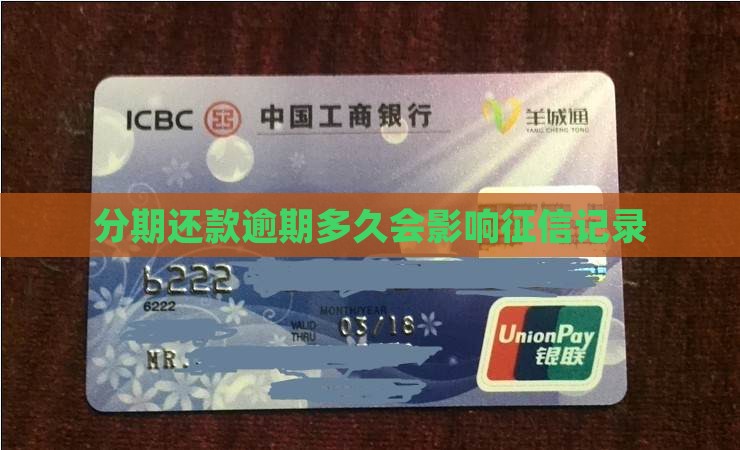 ICBC 中国工商银行 羊城通
YANG CHENG TONG
分期还款逾期多久会影响征信记录
6222
6222
MONTH/YEAR
VALID THRU 03/18
MR.
UnionPay
银联